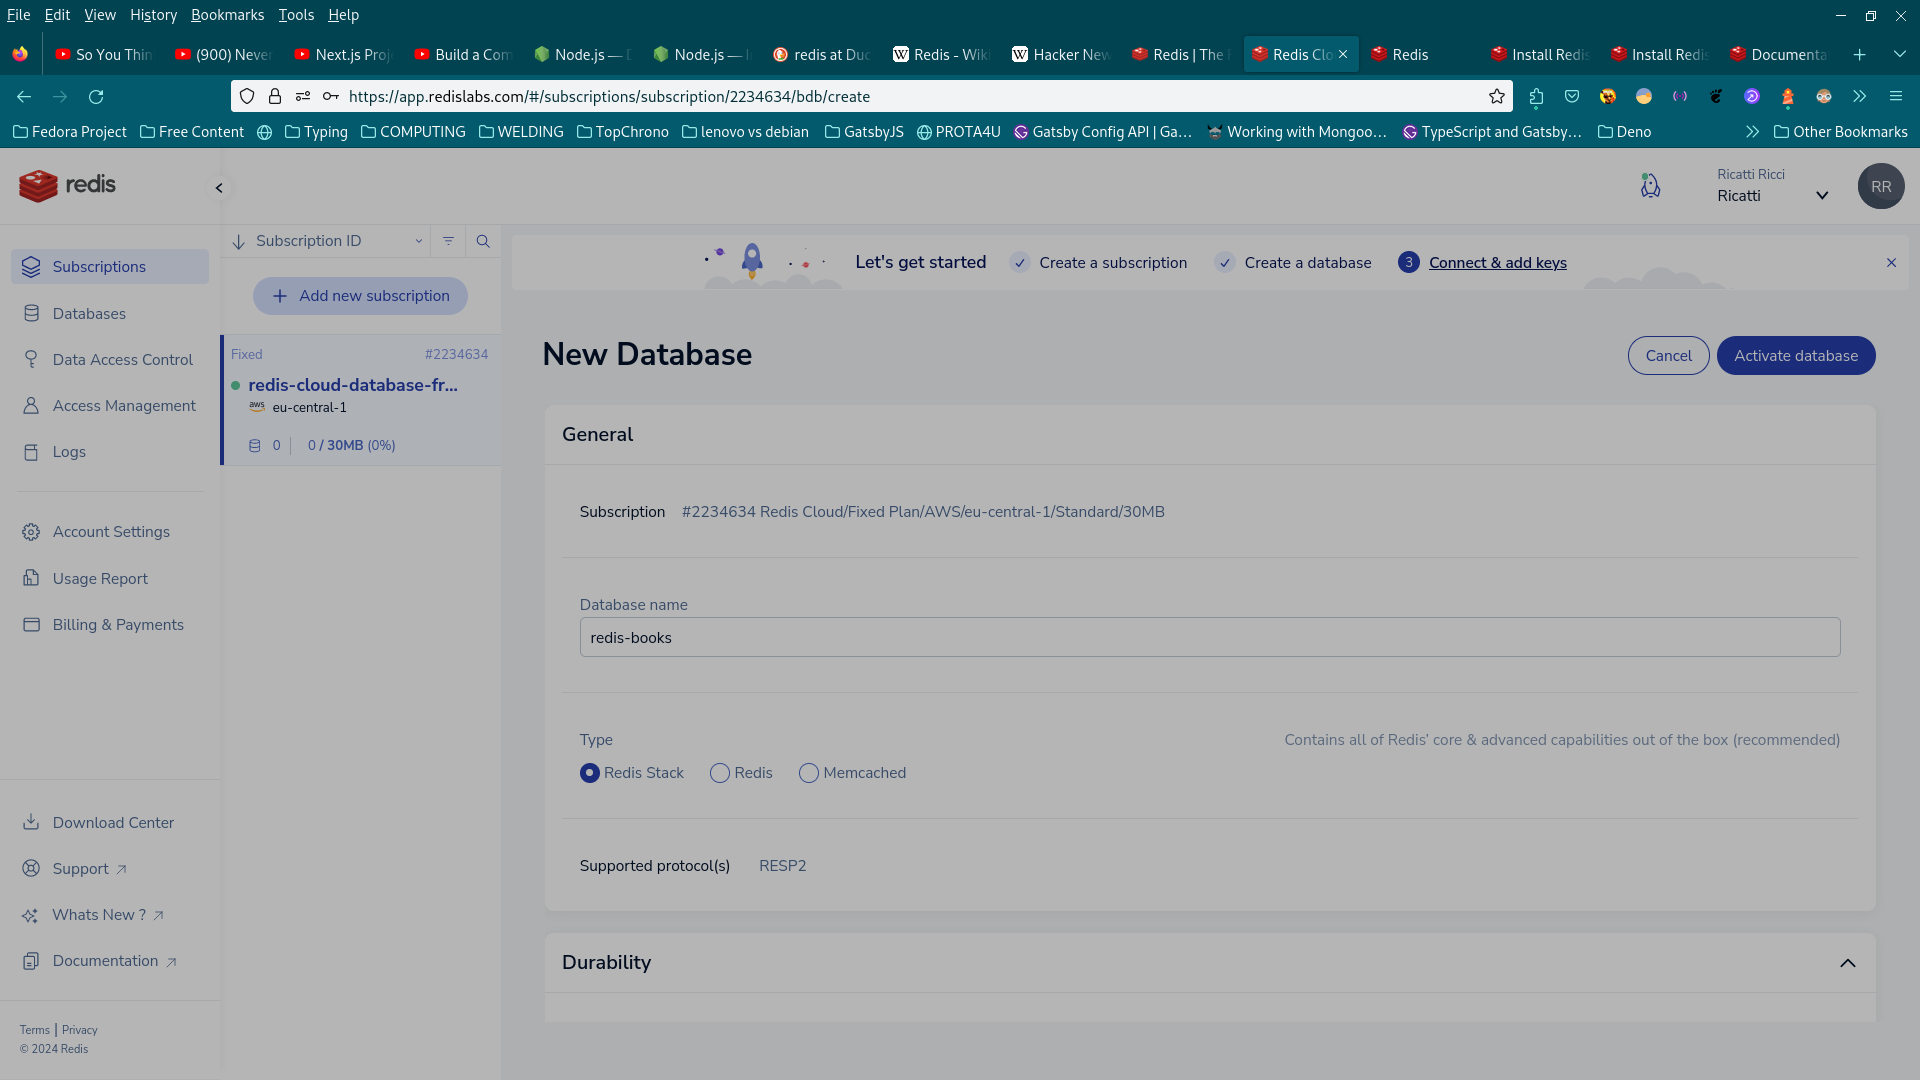 File Edit View History Bookmarks Tools Help
So You Thin (900) Never Next.js Proj Build a Com Node.js — Node.js — redis at Duc Redis - Wiki Hacker New Redis | The Redis Clo Redis Install Redis Install Redis Documenta
https://app.redislabs.com/#/subscriptions/subscription/2234634/bdb/create
Fedora Project Free Content Typing COMPUTING WELDING TopChrono lenovo vs debian GatsbyJS PROTA4U Gatsby Config API | Ga... Working with Mongoo... TypeScript and Gatsby... Deno Other Bookmarks
redis
Ricatti Ricci
Ricatti
RR
Subscriptions
Databases
Data Access Control
Access Management
Logs
Account Settings
Usage Report
Billing & Payments
Download Center
Support
Whats New ?
Documentation
Terms | Privacy
© 2024 Redis
Subscription ID
Add new subscription
Fixed #2234634
redis-cloud-database-fr...
aws eu-central-1
0 0 / 30MB (0%)
Let's get started Create a subscription Create a database 3 Connect & add keys
New Database
Cancel Activate database
General
Subscription #2234634 Redis Cloud/Fixed Plan/AWS/eu-central-1/Standard/30MB
Database name
redis-books
Type Contains all of Redis' core & advanced capabilities out of the box (recommended)
Redis Stack Redis Memcached
Supported protocol(s) RESP2
Durability